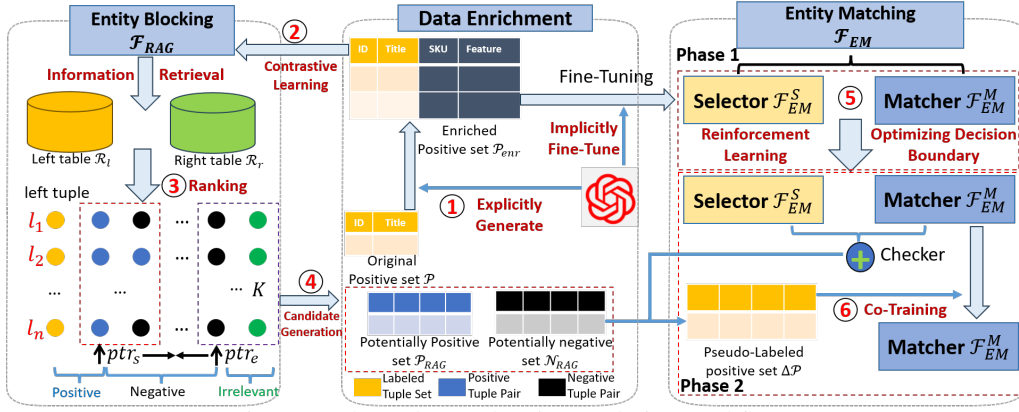 Entity Blocking
𝓕_RAG
Information
Retrieval
Left table 𝓡_l
Right table 𝓡_r
③ Ranking
left tuple
l_1
...
l_2
...
...
...
... K
l_n
...
ptr_s
ptr_e
Positive
Negative
Irrelevant
②
Contrastive
Learning
④
Candidate
Generation
Data Enrichment
ID Title SKU Feature
Enriched
Positive set 𝒫_enr
Fine-Tuning
Implicitly
Fine-Tune
① Explicitly
Generate
ID Title
Original
Positive set 𝒫
Potentially Positive
set 𝒫_RAG
Potentially negative
set 𝒩_RAG
Labeled
Tuple Set
Positive
Tuple Pair
Negative
Tuple Pair
Entity Matching
𝓕_EM
Phase 1
Selector 𝓕_EM^S
⑤
Matcher 𝓕_EM^M
Reinforcement
Learning
Optimizing Decision
Boundary
Selector 𝓕_EM^S
Matcher 𝓕_EM^M
+ Checker
⑥ Co-Training
Pseudo-Labeled
positive set Δ𝒫
Matcher 𝓕_EM^M
Phase 2